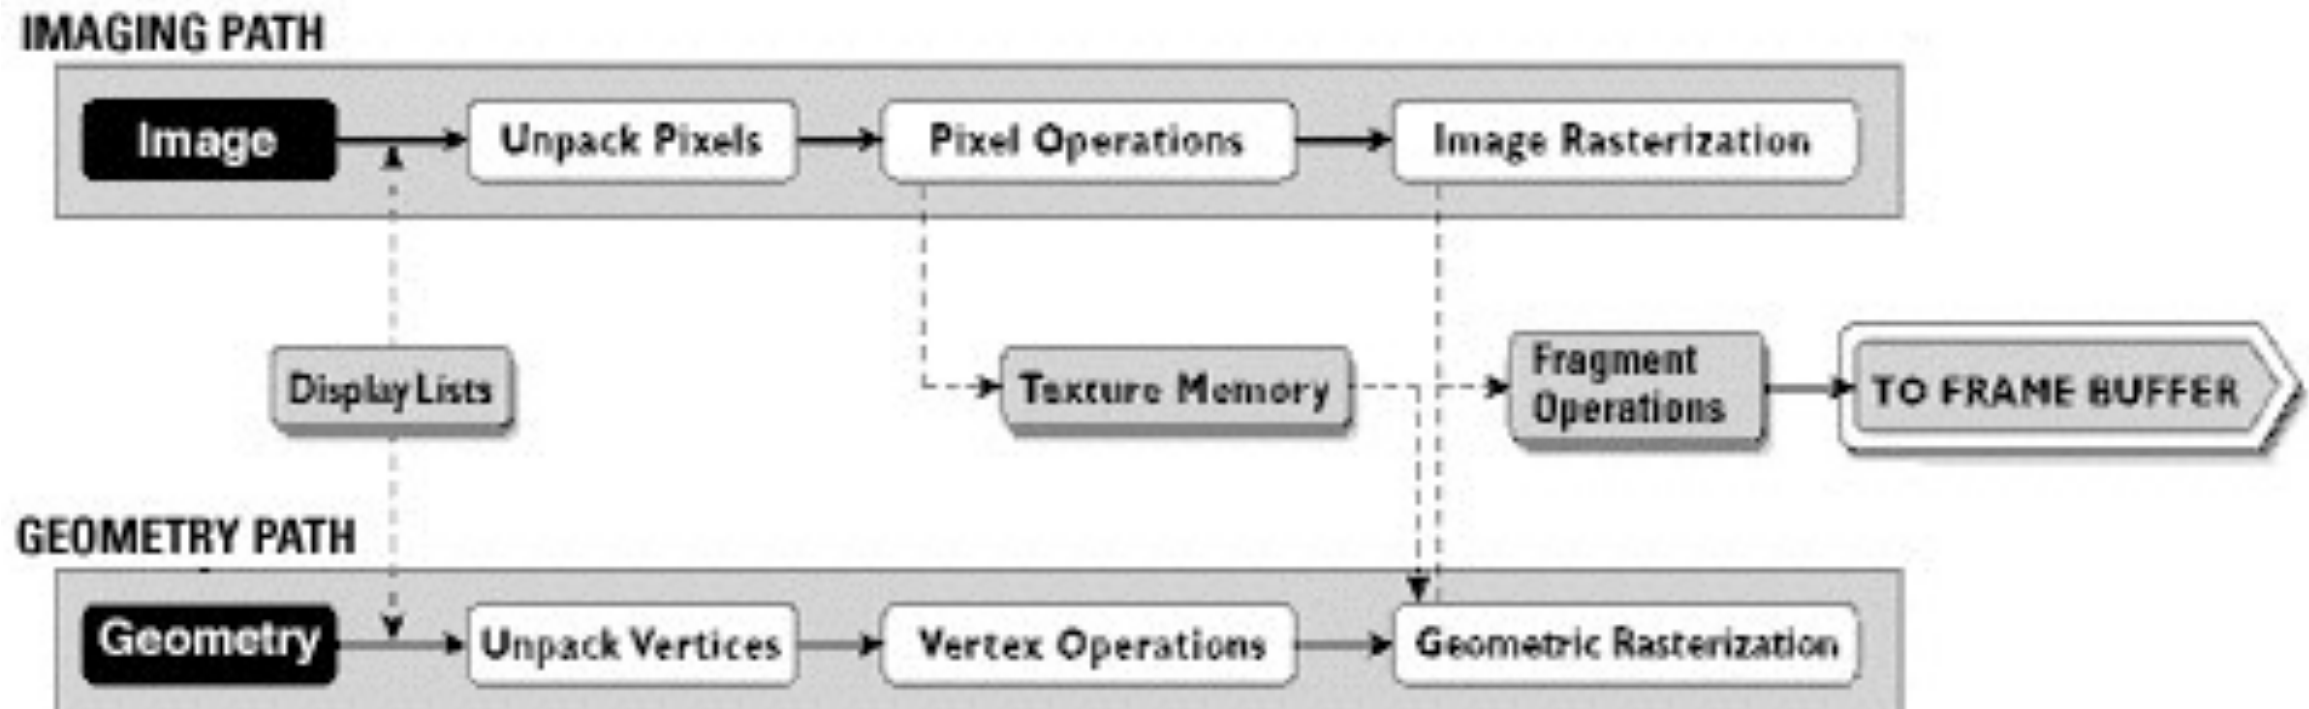 IMAGING PATH
Image
Unpack Pixels
Pixel Operations
Image Rasterization
Display Lists
Texture Memory
Fragment
Operations
TO FRAME BUFFER
GEOMETRY PATH
Geometry
Unpack Vertices
Vertex Operations
Geometric Rasterization